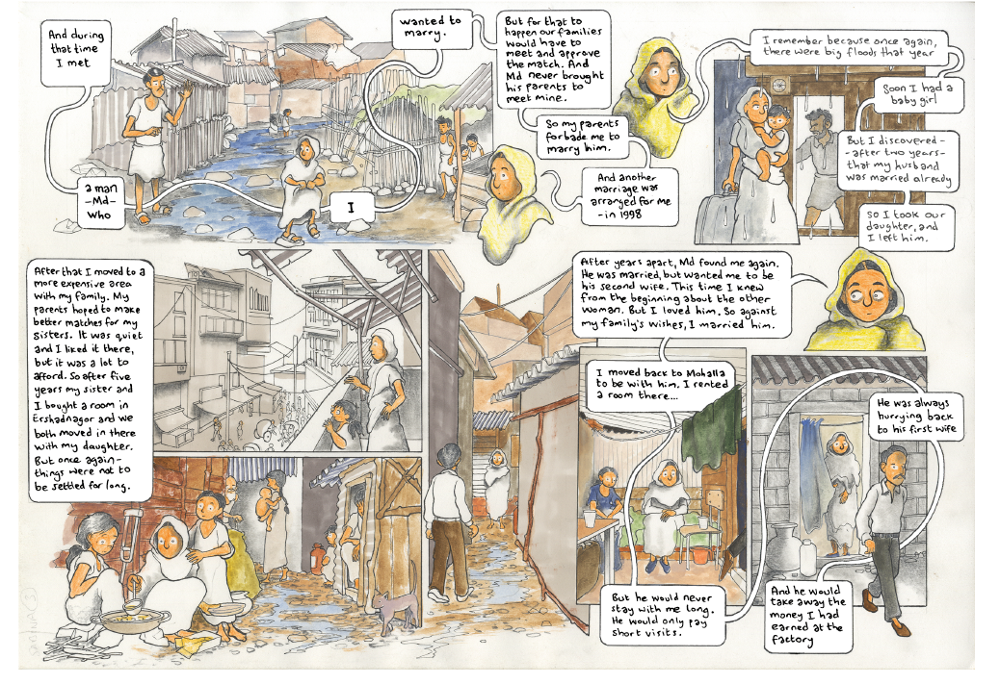 And during
that time
I met
a man
-Md-
who
I
wanted to
marry.
But for that to
happen our families
would have to
meet and approve
the match. And
Md never brought
his parents to
meet mine.
So my parents
forbade me to
marry him.
And another
marriage was
arranged for me
-in 1998
I remember because once again,
there were big floods that year
Soon I had a
baby girl
But I discovered-
-after two years-
that my husband
was married already
So I took our
daughter, and
I left him.
After that I moved to a
more expensive area
with my family. My
parents hoped to make
better matches for my
sisters. It was quiet
and I liked it there,
but it was a lot to
afford. So after five
years my sister and
I bought a room in
Ershadnagar and we
both moved in there
with my daughter.
But once again-
things were not to
be settled for long.
After years apart, Md found me again.
He was married, but wanted me to be
his second wife. This time I knew
from the beginning about the other
woman. But I loved him. So against
my family's wishes, I married him.
I moved back to Mohalla
to be with him. I rented
a room there...
But he would never
stay with me long.
He would only pay
short visits.
He was always
hurrying back
to his first wife
And he would
take away the
money I had
earned at the
factory